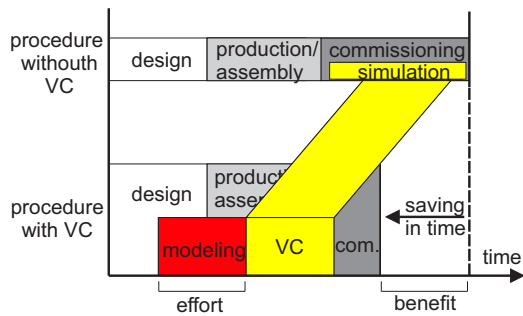 procedure
withouth
VC
design
production/
assembly
commissioning
simulation
procedure
with VC
design
product
assem
modeling
VC
com.
saving
in time
time
effort
benefit